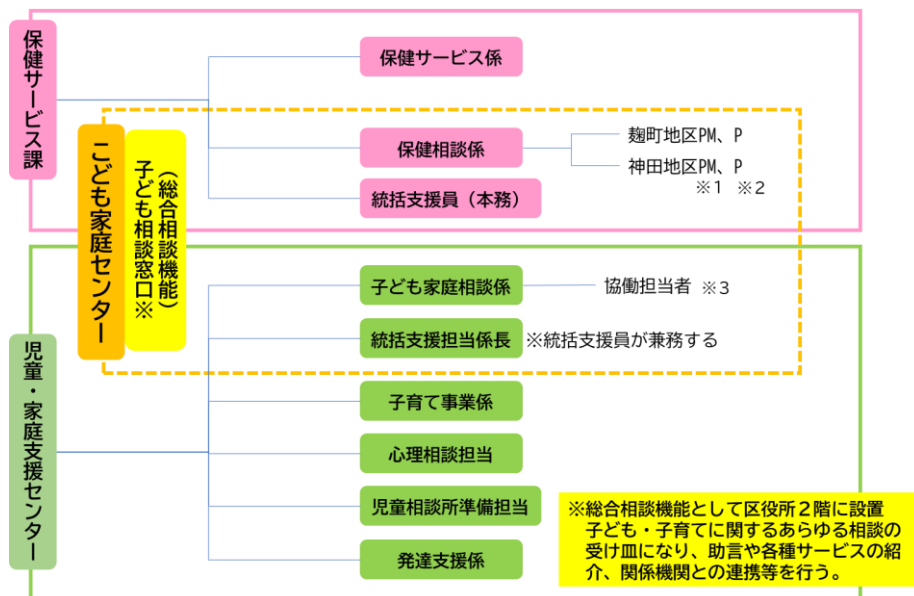 保健サービス課
保健サービス係
保健相談係
麹町地区PM、P
神田地区PM、P
※1 ※2
統括支援員（本務）
こども家庭センター
（総合相談機能）
子ども相談窓口※
児童・家庭支援センター
子ども家庭相談係
協働担当者 ※3
統括支援担当係長
※統括支援員が兼務する
子育て事業係
心理相談担当
児童相談所準備担当
発達支援係
※総合相談機能として区役所２階に設置
子ども・子育てに関するあらゆる相談の
受け皿になり、助言や各種サービスの紹
介、関係機関との連携等を行う。